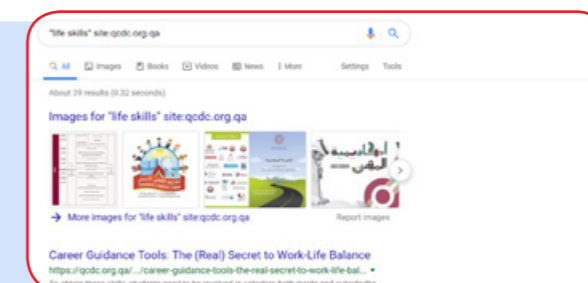 "life skills" site:qcdc.org.qa
All Images Books Videos News More Settings Tools
About 29 results (0.32 seconds)
Images for "life skills" site:qcdc.org.qa
More images for "life skills" site:qcdc.org.qa Report images
Career Guidance Tools: The (Real) Secret to Work-Life Balance
https://qcdc.org.qa/.../career-guidance-tools-the-real-secret-to-work-life-bal...